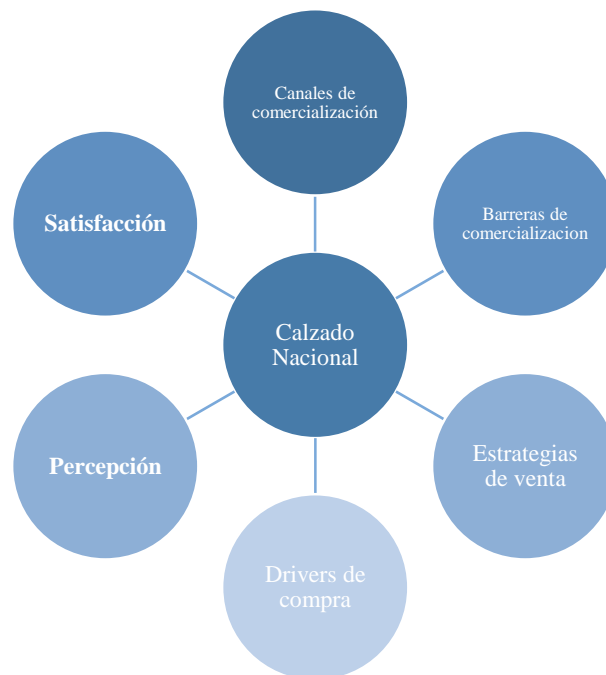 Canales de
comercialización
Satisfacción
Barreras de
comercializacion
Calzado
Nacional
Percepción
Estrategias
de venta
Drivers de
compra